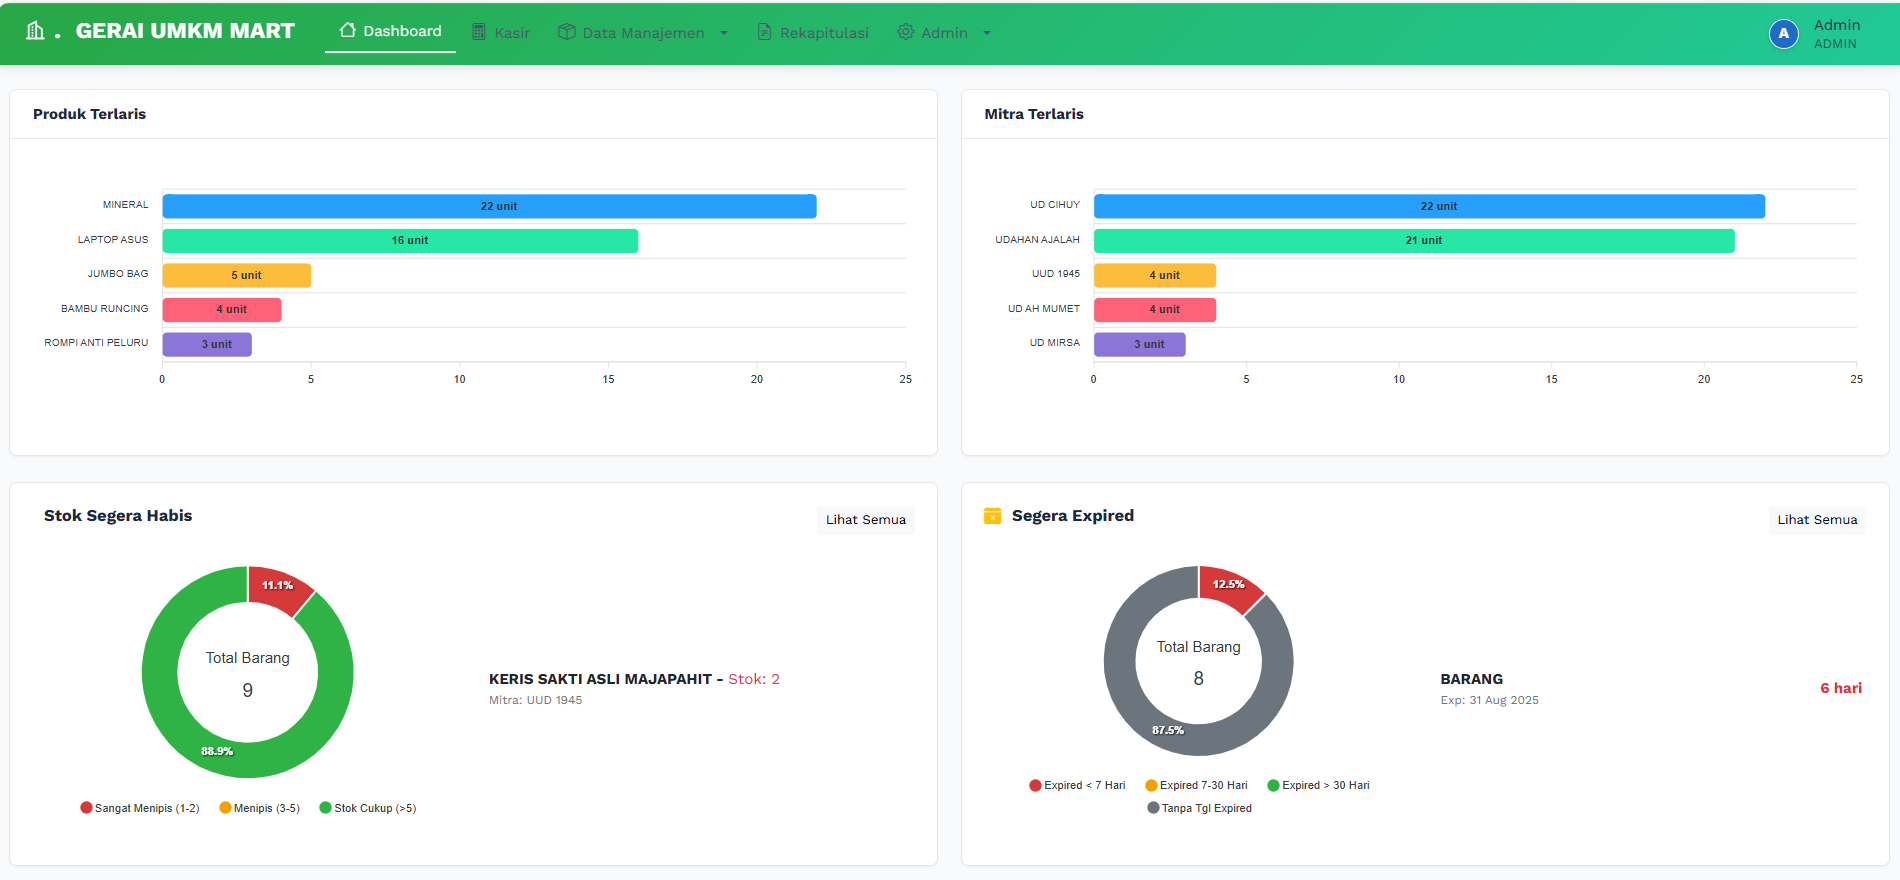 . GERAI UMKM MART
Dashboard
Kasir
Data Manajemen
Rekapitulasi
Admin
A
Admin
ADMIN
Produk Terlaris
MINERAL
22 unit
LAPTOP ASUS
16 unit
JUMBO BAG
5 unit
BAMBU RUNCING
4 unit
ROMPI ANTI PELURU
3 unit
0 5 10 15 20 25
Mitra Terlaris
UD CIHUY
22 unit
UDAHAN AJALAH
21 unit
UUD 1945
4 unit
UD AH MUMET
4 unit
UD MIRSA
3 unit
0 5 10 15 20 25
Stok Segera Habis
Lihat Semua
11.1%
Total Barang
9
88.9%
KERIS SAKTI ASLI MAJAPAHIT - Stok: 2
Mitra: UUD 1945
Sangat Menipis (1-2) Menipis (3-5) Stok Cukup (>5)
Segera Expired
Lihat Semua
12.5%
Total Barang
8
87.5%
BARANG
Exp: 31 Aug 2025
6 hari
Expired < 7 Hari Expired 7-30 Hari Expired > 30 Hari
Tanpa Tgl Expired